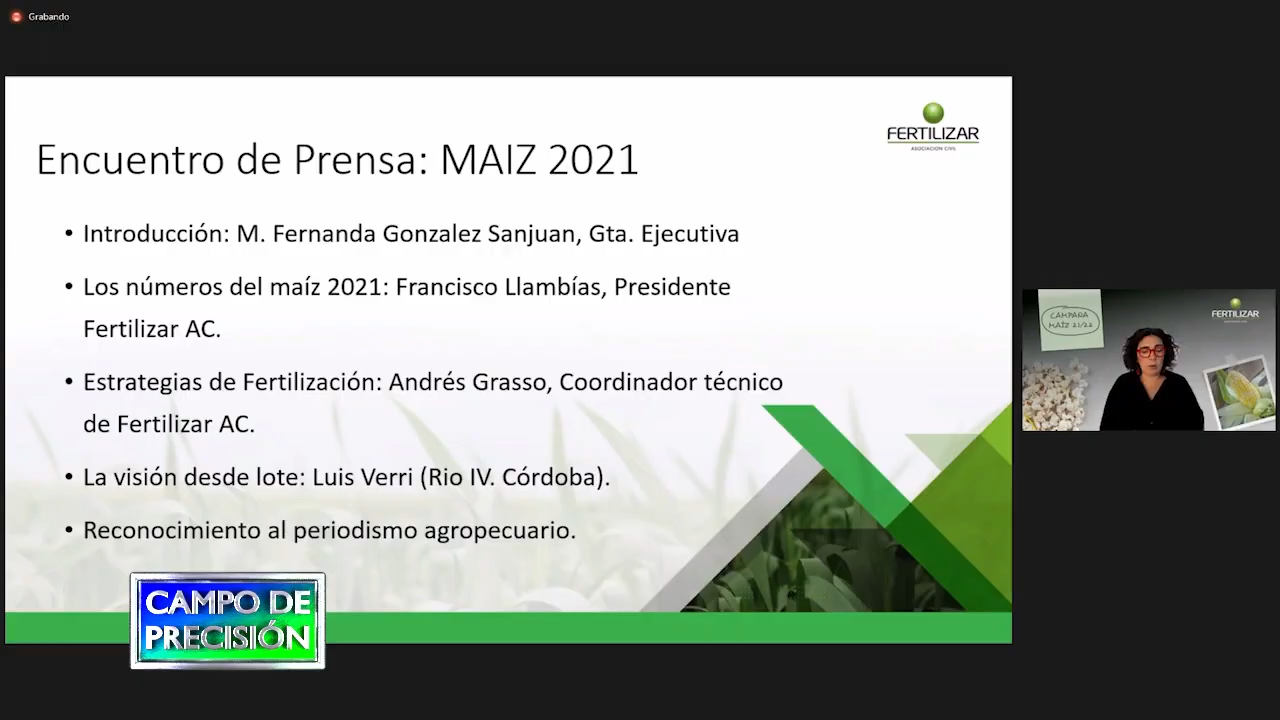 Grabando
FERTILIZAR
ASOCIACION CIVIL
Encuentro de Prensa: MAIZ 2021
• Introducción: M. Fernanda Gonzalez Sanjuan, Gta. Ejecutiva
• Los números del maíz 2021: Francisco Llambías, Presidente
Fertilizar AC.
• Estrategias de Fertilización: Andrés Grasso, Coordinador técnico
de Fertilizar AC.
• La visión desde lote: Luis Verri (Rio IV. Córdoba).
• Reconocimiento al periodismo agropecuario.
CAMPO DE
PRECISIÓN
CAMPAÑA
MAÍZ 21/22
FERTILIZAR